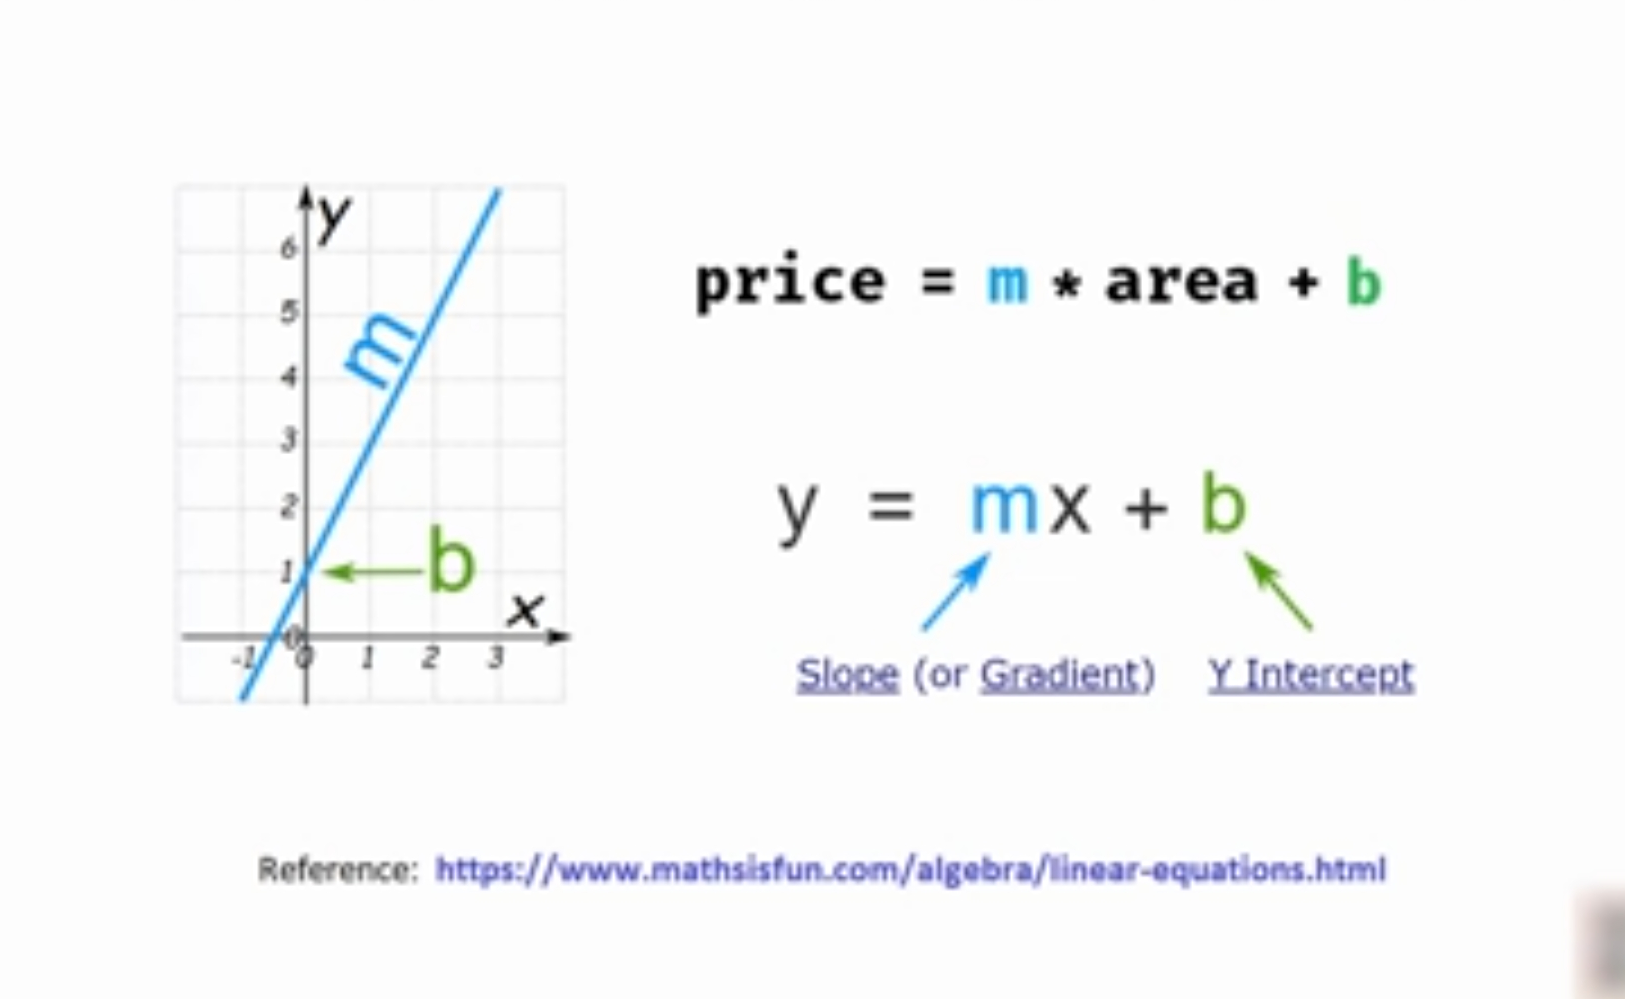 y
6
5
4
3
2
1
0
-1 0 1 2 3
m
b
x
price = m * area + b
y = mx + b
Slope (or Gradient) Y Intercept
Reference: https://www.mathsisfun.com/algebra/linear-equations.html